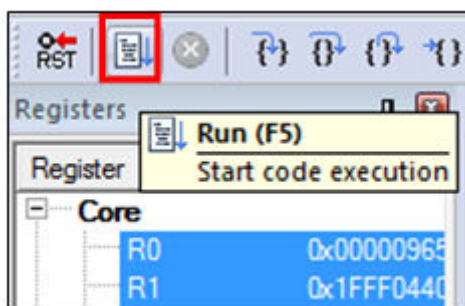 RST
Registers
Run (F5)
Register
Start code execution
Core
R0 0x00000965
R1 0x1FFF0440